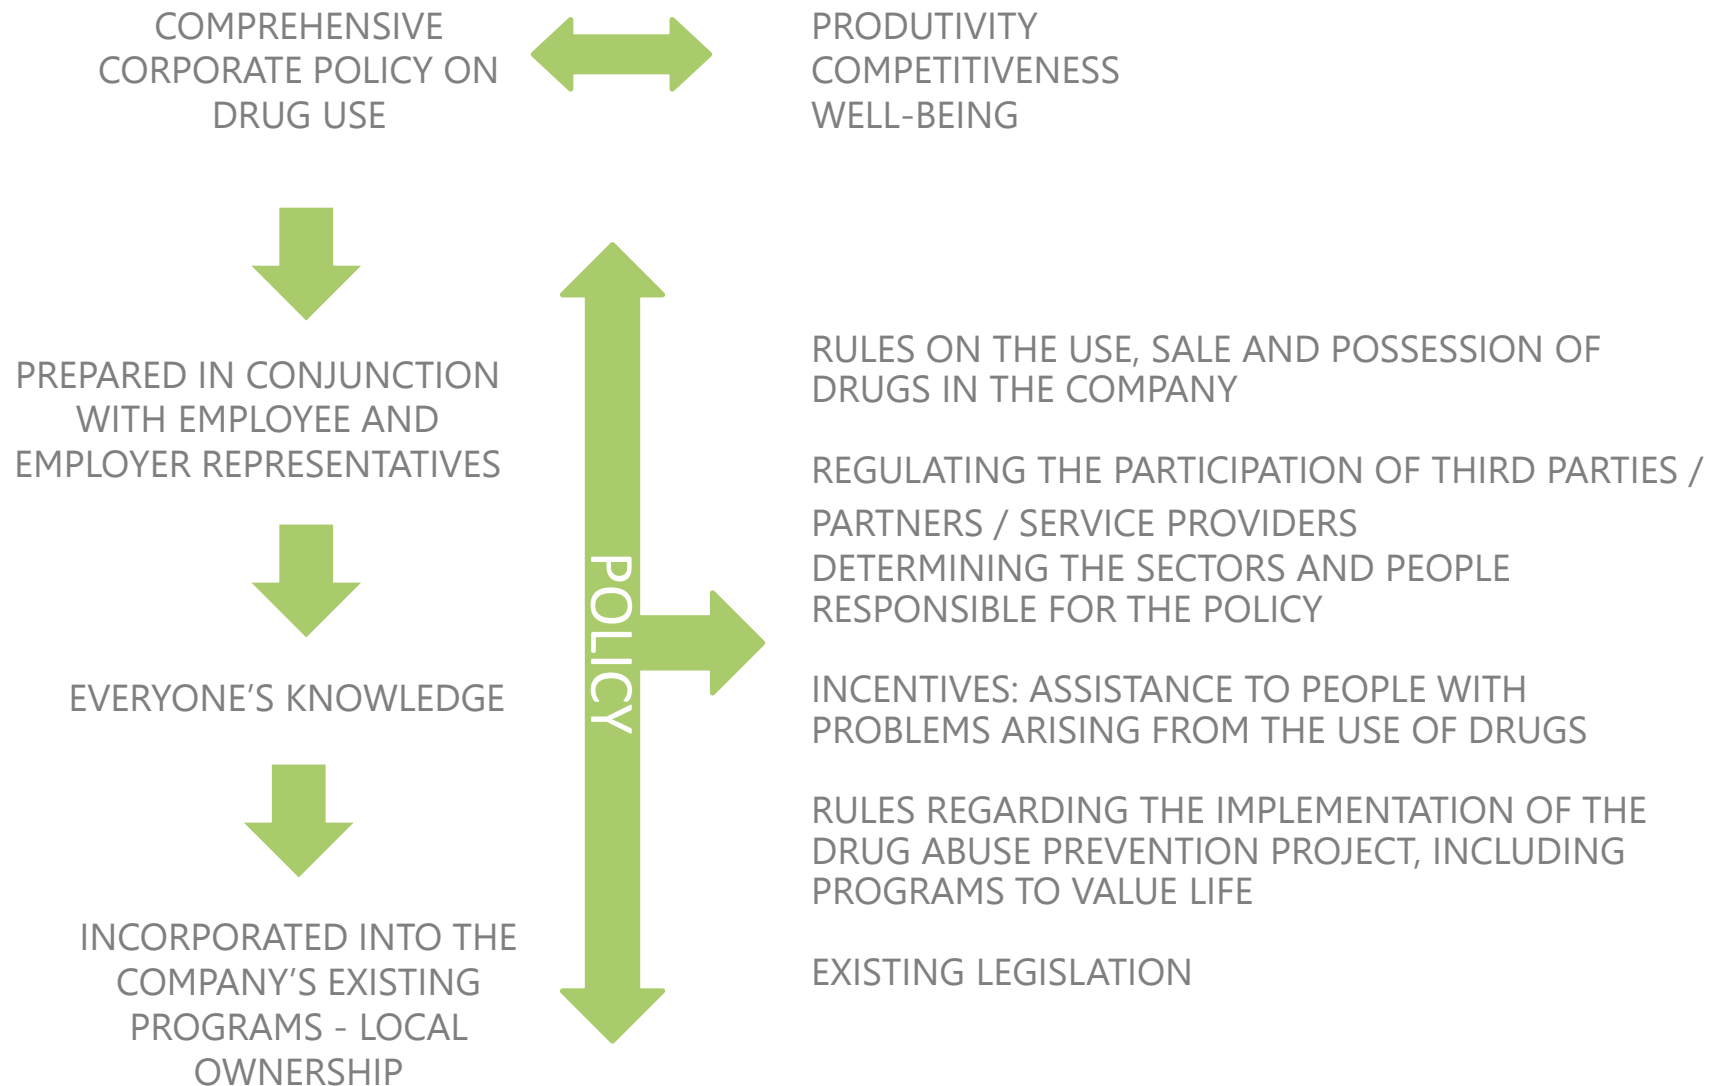 COMPREHENSIVE
CORPORATE POLICY ON
DRUG USE
PRODUTIVITY
COMPETITIVENESS
WELL-BEING
PREPARED IN CONJUNCTION
WITH EMPLOYEE AND
EMPLOYER REPRESENTATIVES
EVERYONE’S KNOWLEDGE
INCORPORATED INTO THE
COMPANY’S EXISTING
PROGRAMS - LOCAL
OWNERSHIP
POLICY
RULES ON THE USE, SALE AND POSSESSION OF
DRUGS IN THE COMPANY
REGULATING THE PARTICIPATION OF THIRD PARTIES /
PARTNERS / SERVICE PROVIDERS
DETERMINING THE SECTORS AND PEOPLE
RESPONSIBLE FOR THE POLICY
INCENTIVES: ASSISTANCE TO PEOPLE WITH
PROBLEMS ARISING FROM THE USE OF DRUGS
RULES REGARDING THE IMPLEMENTATION OF THE
DRUG ABUSE PREVENTION PROJECT, INCLUDING
PROGRAMS TO VALUE LIFE
EXISTING LEGISLATION